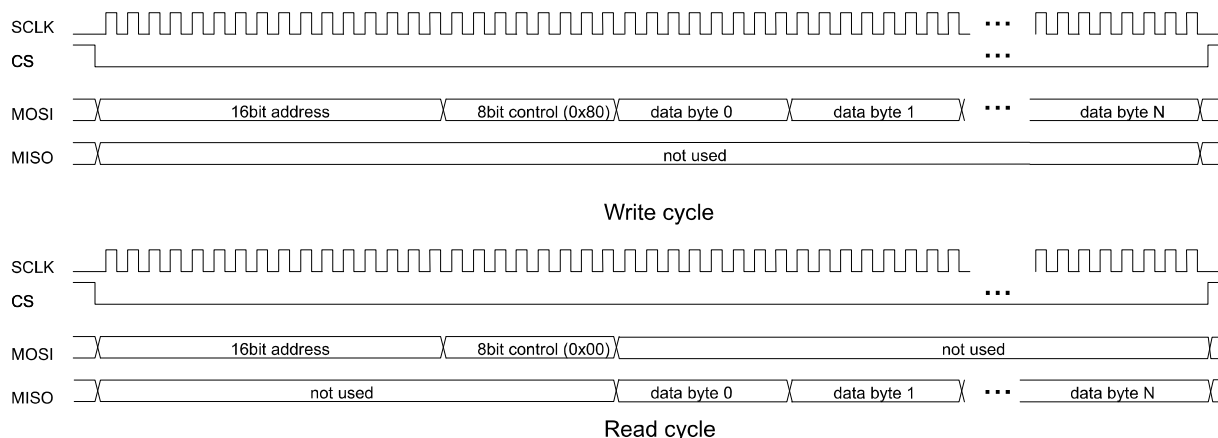 SCLK
...
CS
...
MOSI 16bit address 8bit control (0x80) data byte 0 data byte 1 ... data byte N
MISO not used
Write cycle
SCLK
CS
...
MOSI 16bit address 8bit control (0x00) not used
MISO not used data byte 0 data byte 1 ... data byte N
Read cycle